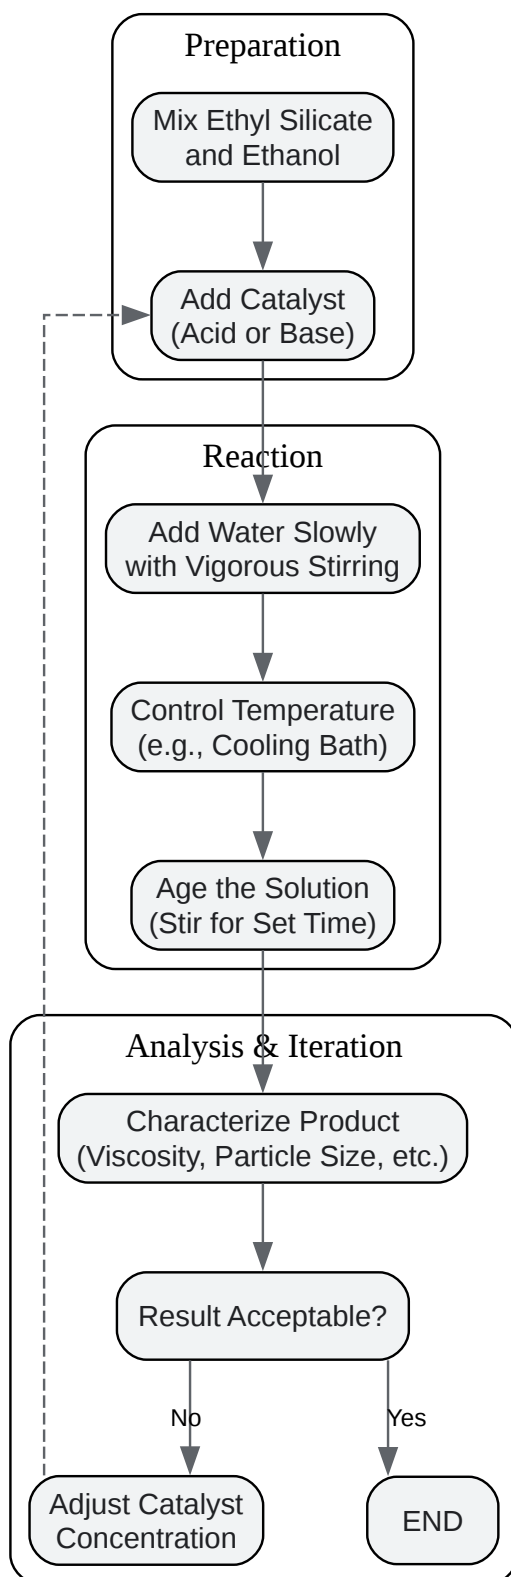 Preparation
Mix Ethyl Silicate
and Ethanol
Add Catalyst
(Acid or Base)
Reaction
Add Water Slowly
with Vigorous Stirring
Control Temperature
(e.g., Cooling Bath)
Age the Solution
(Stir for Set Time)
Analysis & Iteration
Characterize Product
(Viscosity, Particle Size, etc.)
Result Acceptable?
No
Yes
Adjust Catalyst
Concentration
END